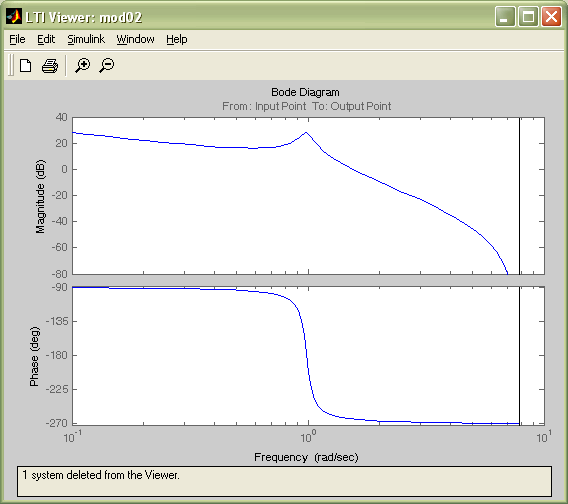 LTI Viewer: mod02
File Edit Simulink Window Help
Bode Diagram
From: Input Point To: Output Point
Magnitude (dB)
40
20
0
-20
-40
-60
-80
Phase (deg)
-90
-135
-180
-225
-270
10^-1 10^0 10^1
Frequency (rad/sec)
1 system deleted from the Viewer.